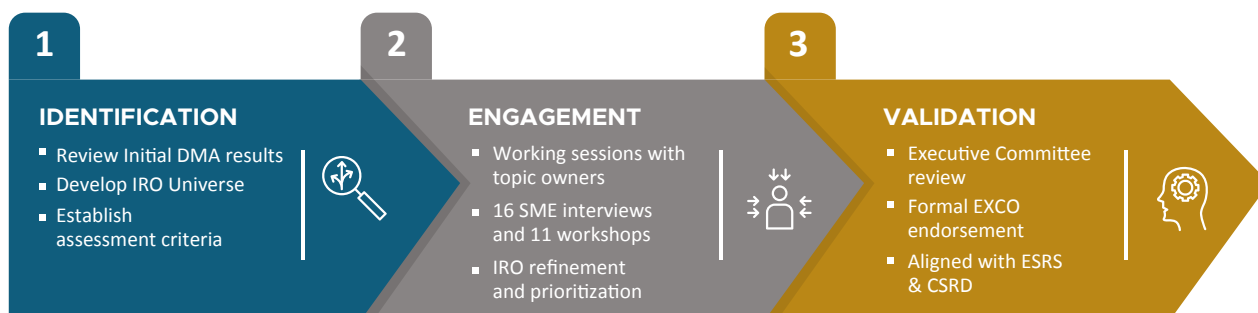 1
IDENTIFICATION
▪ Review Initial DMA results
▪ Develop IRO Universe
▪ Establish
assessment criteria
2
ENGAGEMENT
▪ Working sessions with
topic owners
▪ 16 SME interviews
and 11 workshops
▪ IRO refinement
and prioritization
3
VALIDATION
▪ Executive Committee
review
▪ Formal EXCO
endorsement
▪ Aligned with ESRS
& CSRD